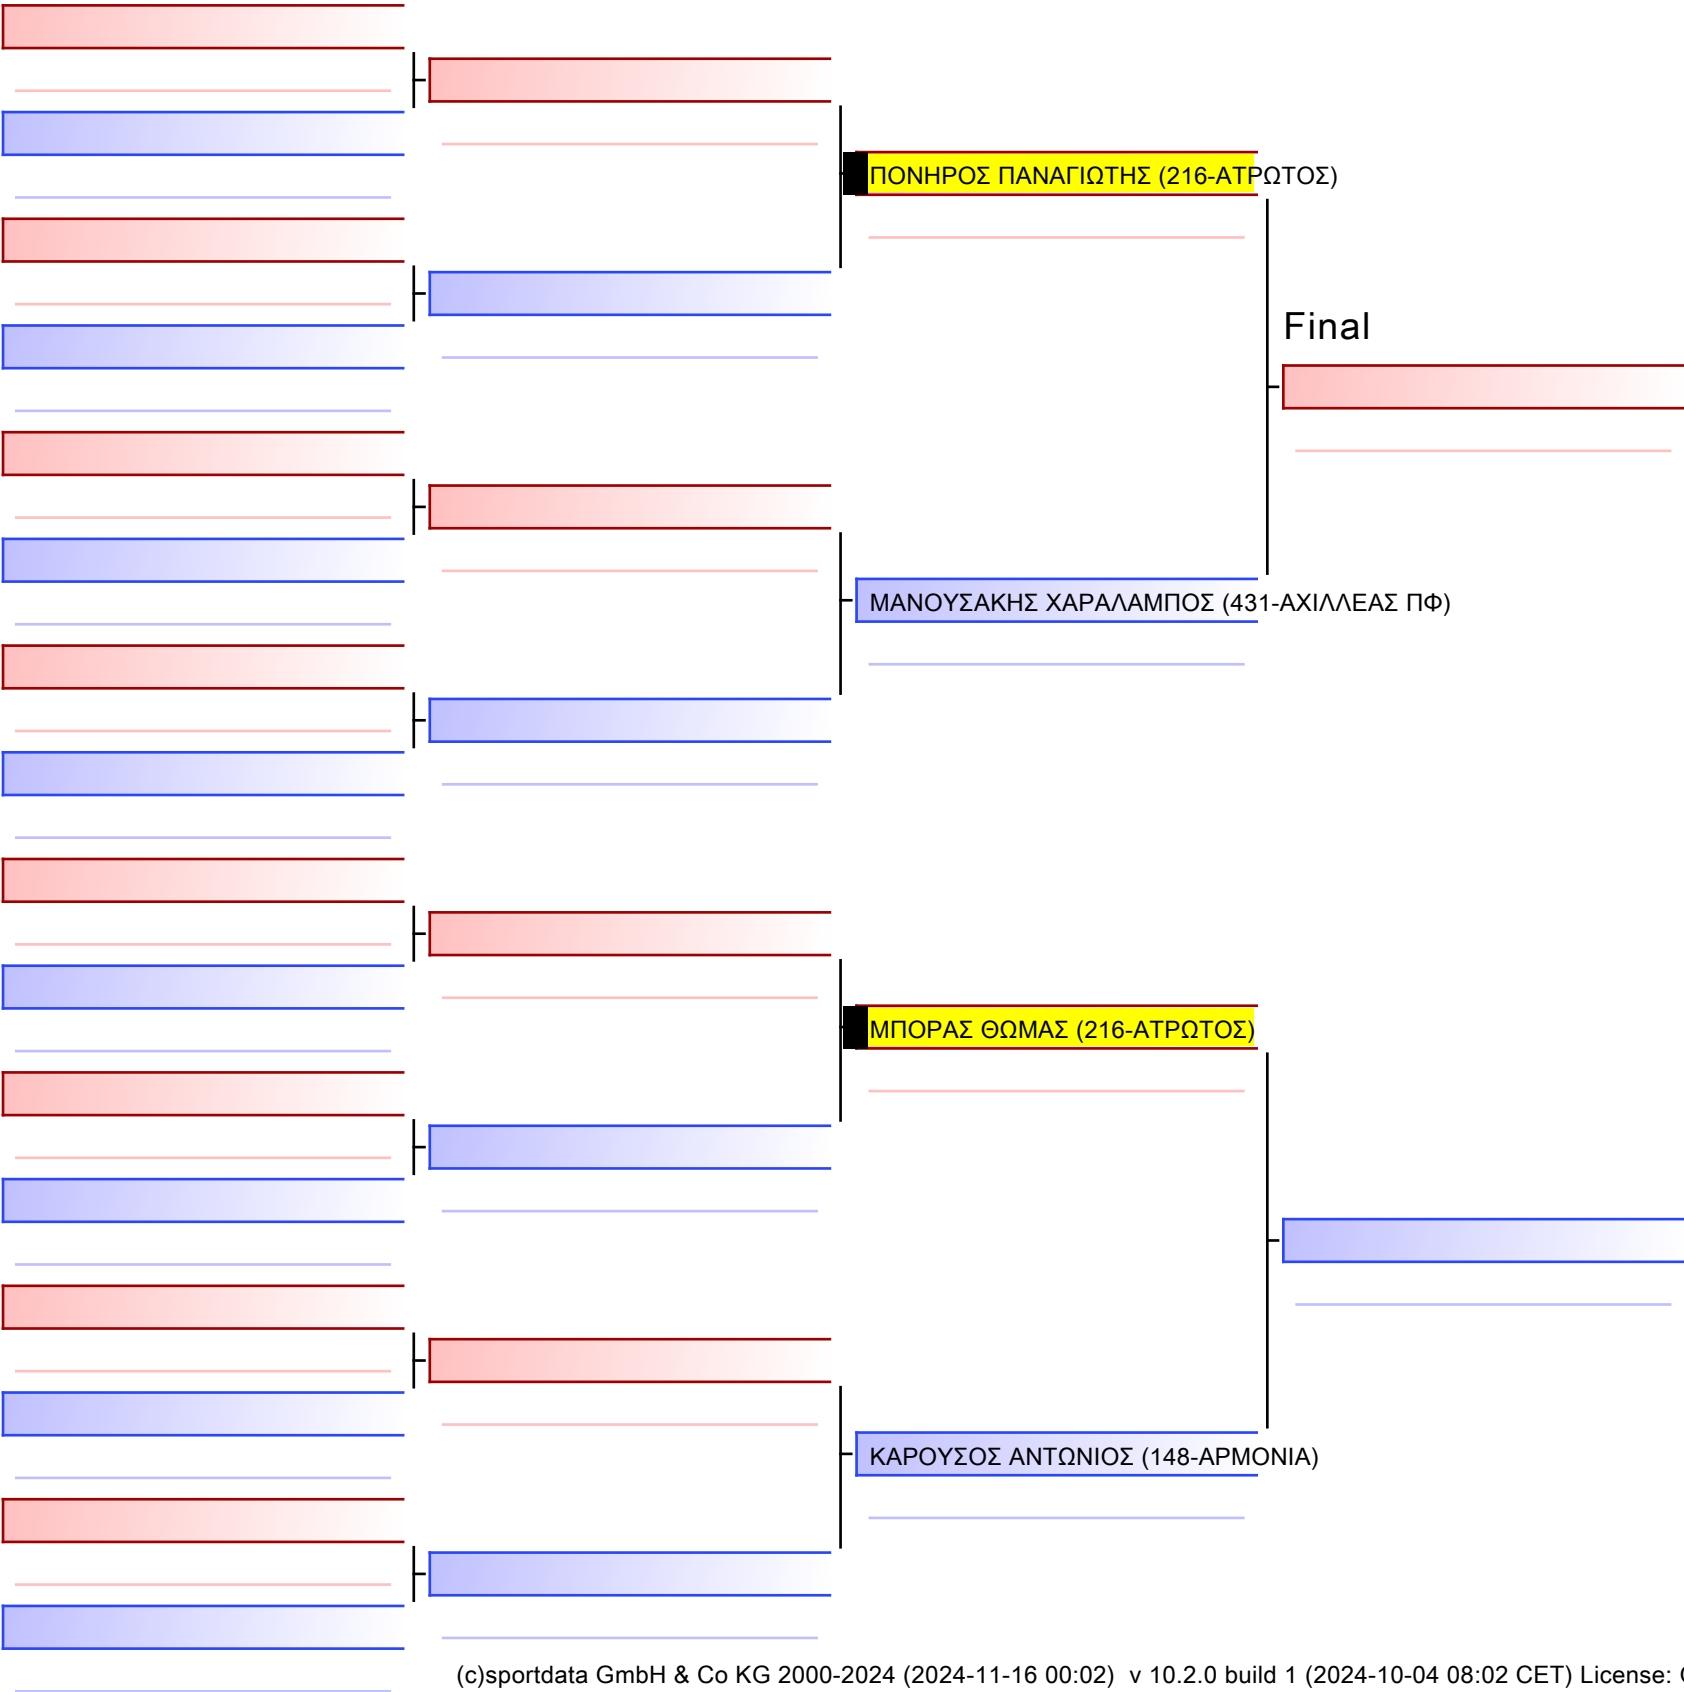 ΠΟΝΗΡΟΣ ΠΑΝΑΓΙΩΤΗΣ (216-ΑΤΡΩΤΟΣ)
Final
ΜΑΝΟΥΣΑΚΗΣ ΧΑΡΑΛΑΜΠΟΣ (431-ΑΧΙΛΛΕΑΣ ΠΦ)
ΜΠΟΡΑΣ ΘΩΜΑΣ (216-ΑΤΡΩΤΟΣ)
ΚΑΡΟΥΣΟΣ ΑΝΤΩΝΙΟΣ (148-ΑΡΜΟΝΙΑ)
(c)sportdata GmbH & Co KG 2000-2024 (2024-11-16 00:02) v 10.2.0 build 1 (2024-10-04 08:02 CET) License: